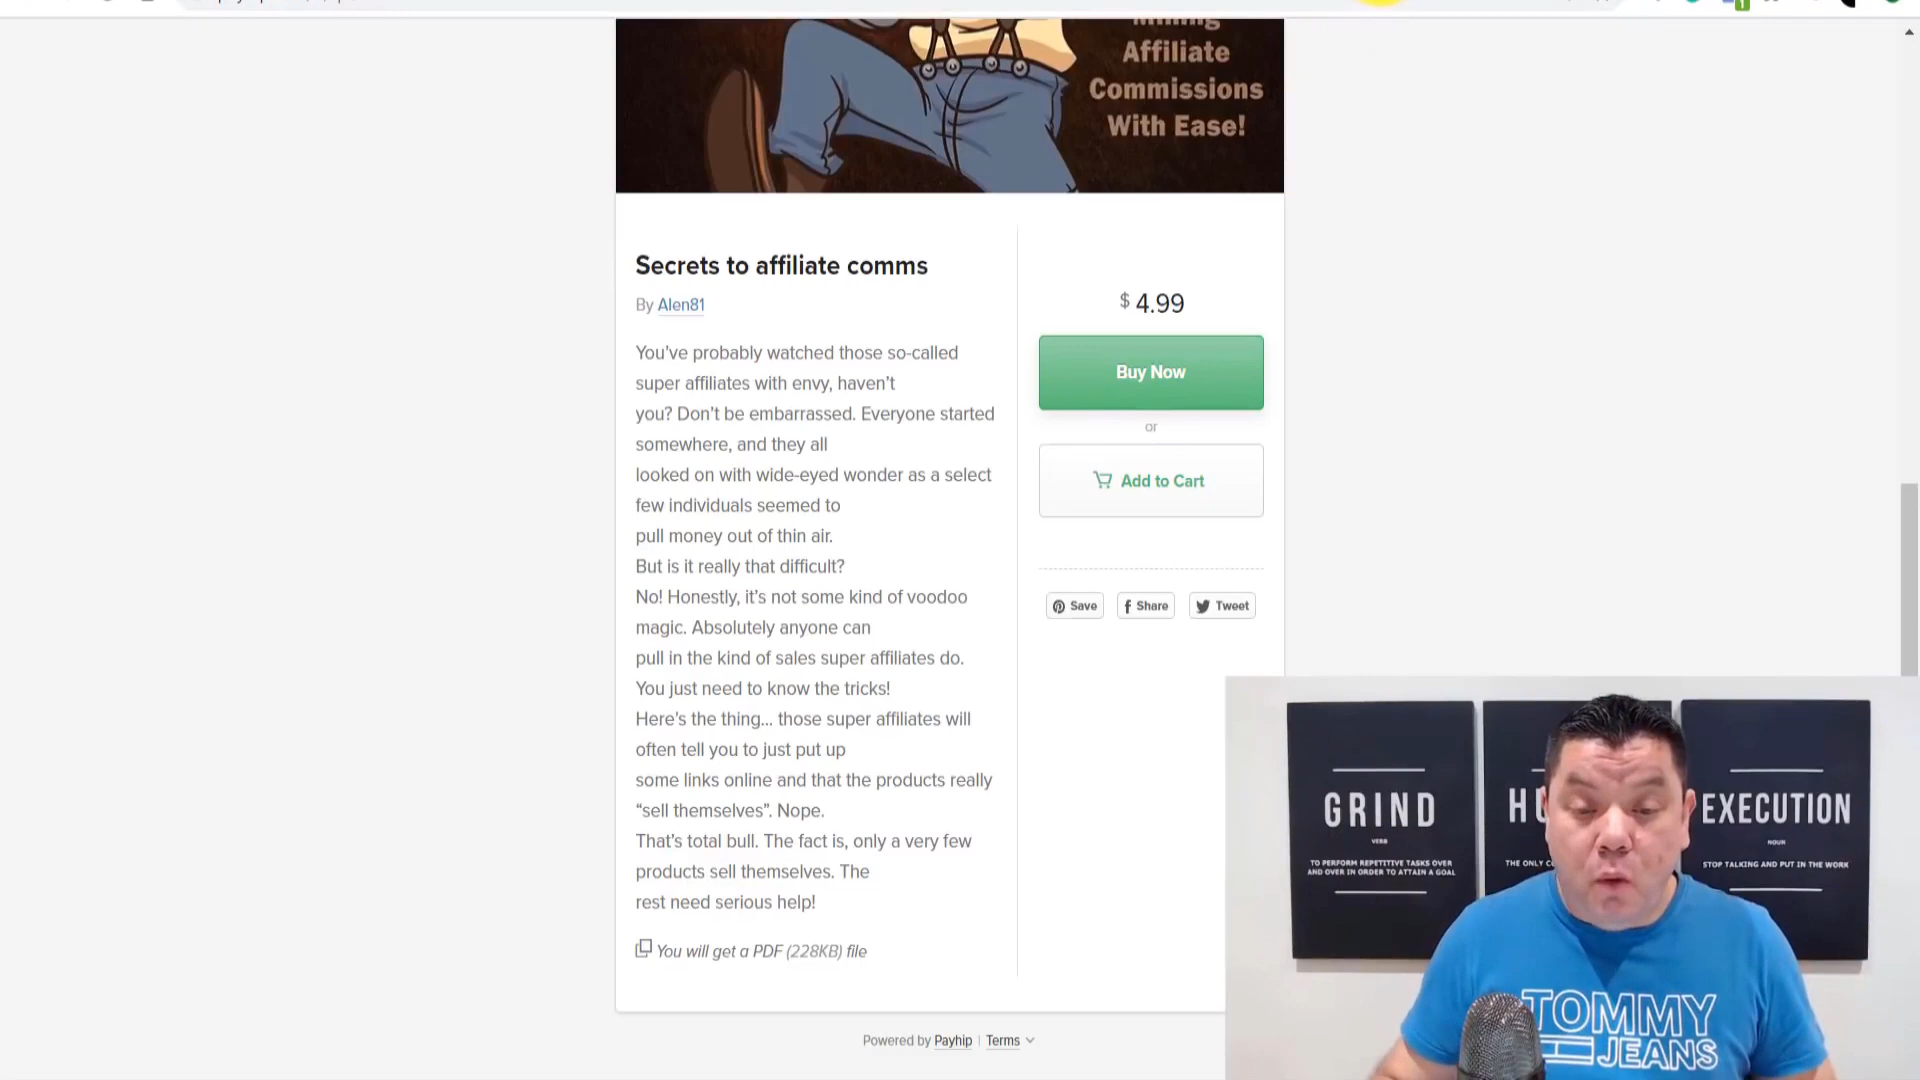 Affiliate
Commissions
With Ease!
Secrets to affiliate comms
By Alen81
You've probably watched those so-called
super affiliates with envy, haven't
you? Don't be embarrassed. Everyone started
somewhere, and they all
looked on with wide-eyed wonder as a select
few individuals seemed to
pull money out of thin air.
But is it really that difficult?
No! Honestly, it's not some kind of voodoo
magic. Absolutely anyone can
pull in the kind of sales super affiliates do.
You just need to know the tricks!
Here's the thing... those super affiliates will
often tell you to just put up
some links online and that the products really
“sell themselves”. Nope.
That's total bull. The fact is, only a very few
products sell themselves. The
rest need serious help!
You will get a PDF (228KB) file
$ 4.99
Buy Now
or
Add to Cart
Save
Share
Tweet
Powered by Payhip | Terms
GRIND
VERB
TO PERFORM REPETITIVE TASKS OVER
AND OVER IN ORDER TO ATTAIN A GOAL
THE ONLY
EXECUTION
NOUN
STOP TALKING AND PUT IN THE WORK
TOMMY
JEANS